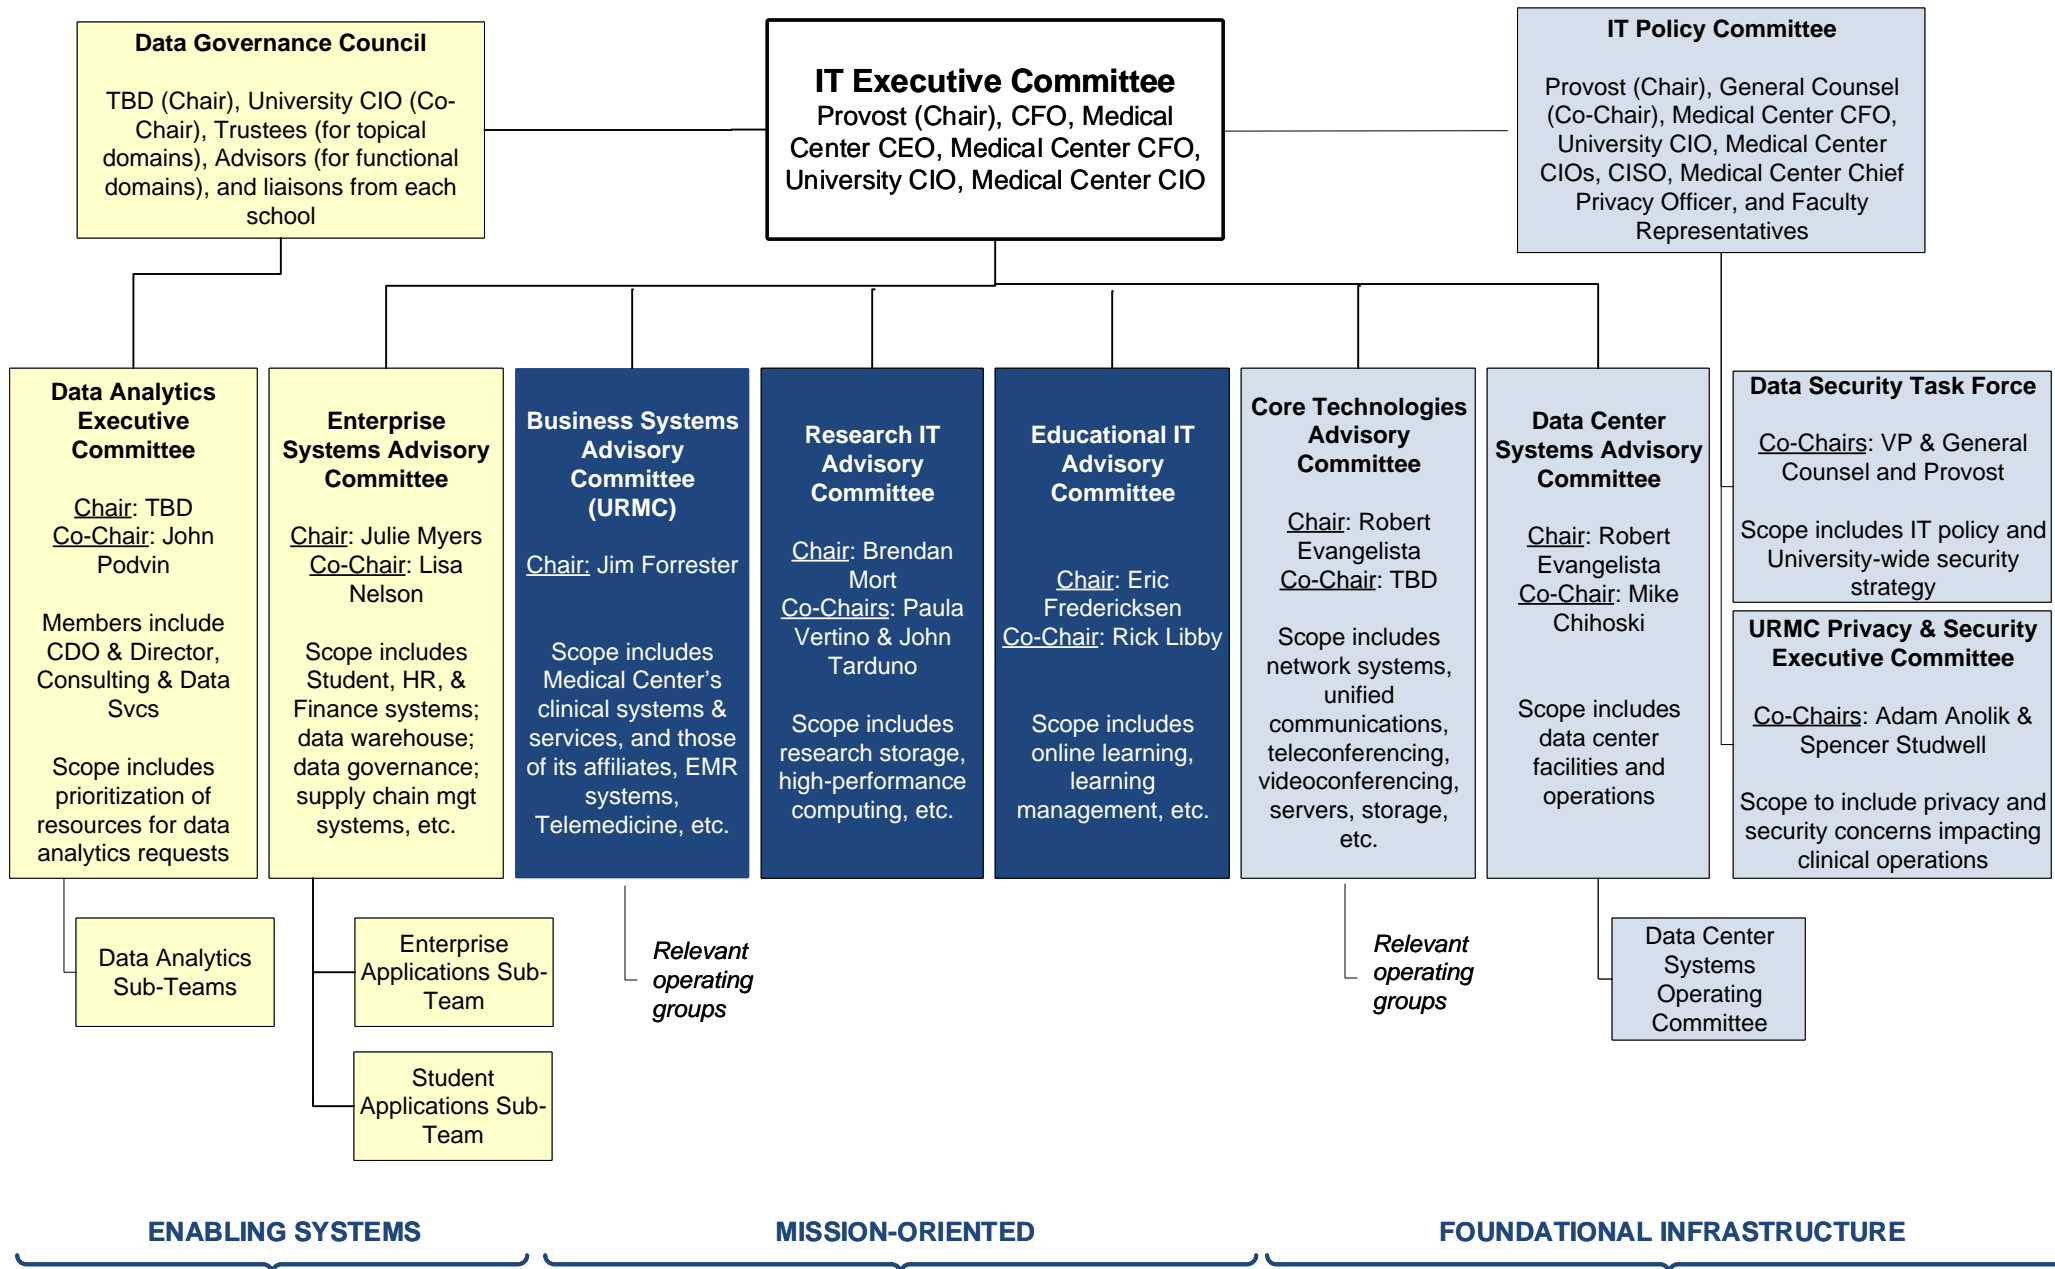 Data Governance Council
TBD (Chair), University CIO (Co-
Chair), Trustees (for topical
domains), Advisors (for functional
domains), and liaisons from each
school
IT Executive Committee
Provost (Chair), CFO, Medical
Center CEO, Medical Center CFO,
University CIO, Medical Center CIO
IT Policy Committee
Provost (Chair), General Counsel
(Co-Chair), Medical Center CFO,
University CIO, Medical Center
CIOs, CISO, Medical Center Chief
Privacy Officer, and Faculty
Representatives
Data Analytics
Executive
Committee
Chair: TBD
Co-Chair: John
Podvin
Members include
CDO & Director,
Consulting & Data
Svcs
Scope includes
prioritization of
resources for data
analytics requests
Enterprise
Systems Advisory
Committee
Chair: Julie Myers
Co-Chair: Lisa
Nelson
Scope includes
Student, HR, &
Finance systems;
data warehouse;
data governance;
supply chain mgt
systems, etc.
Business Systems
Advisory
Committee
(URMC)
Chair: Jim Forrester
Scope includes
Medical Center’s
clinical systems &
services, and those
of its affiliates, EMR
systems,
Telemedicine, etc.
Research IT
Advisory
Committee
Chair: Brendan
Mort
Co-Chairs: Paula
Vertino & John
Tarduno
Scope includes
research storage,
high-performance
computing, etc.
Educational IT
Advisory
Committee
Chair: Eric
Fredericksen
Co-Chair: Rick Libby
Scope includes
online learning,
learning
management, etc.
Core Technologies
Advisory
Committee
Chair: Robert
Evangelista
Co-Chair: TBD
Scope includes
network systems,
unified
communications,
teleconferencing,
videoconferencing,
servers, storage,
etc.
Data Center
Systems Advisory
Committee
Chair: Robert
Evangelista
Co-Chair: Mike
Chihoski
Scope includes
data center
facilities and
operations
Data Security Task Force
Co-Chairs: VP & General
Counsel and Provost
Scope includes IT policy and
University-wide security
strategy
URMC Privacy & Security
Executive Committee
Co-Chairs: Adam Anolik &
Spencer Studwell
Scope to include privacy and
security concerns impacting
clinical operations
Data Analytics
Sub-Teams
Enterprise
Applications Sub-
Team
Student
Applications Sub-
Team
Relevant
operating
groups
Relevant
operating
groups
Data Center
Systems
Operating
Committee
ENABLING SYSTEMS
MISSION-ORIENTED
FOUNDATIONAL INFRASTRUCTURE